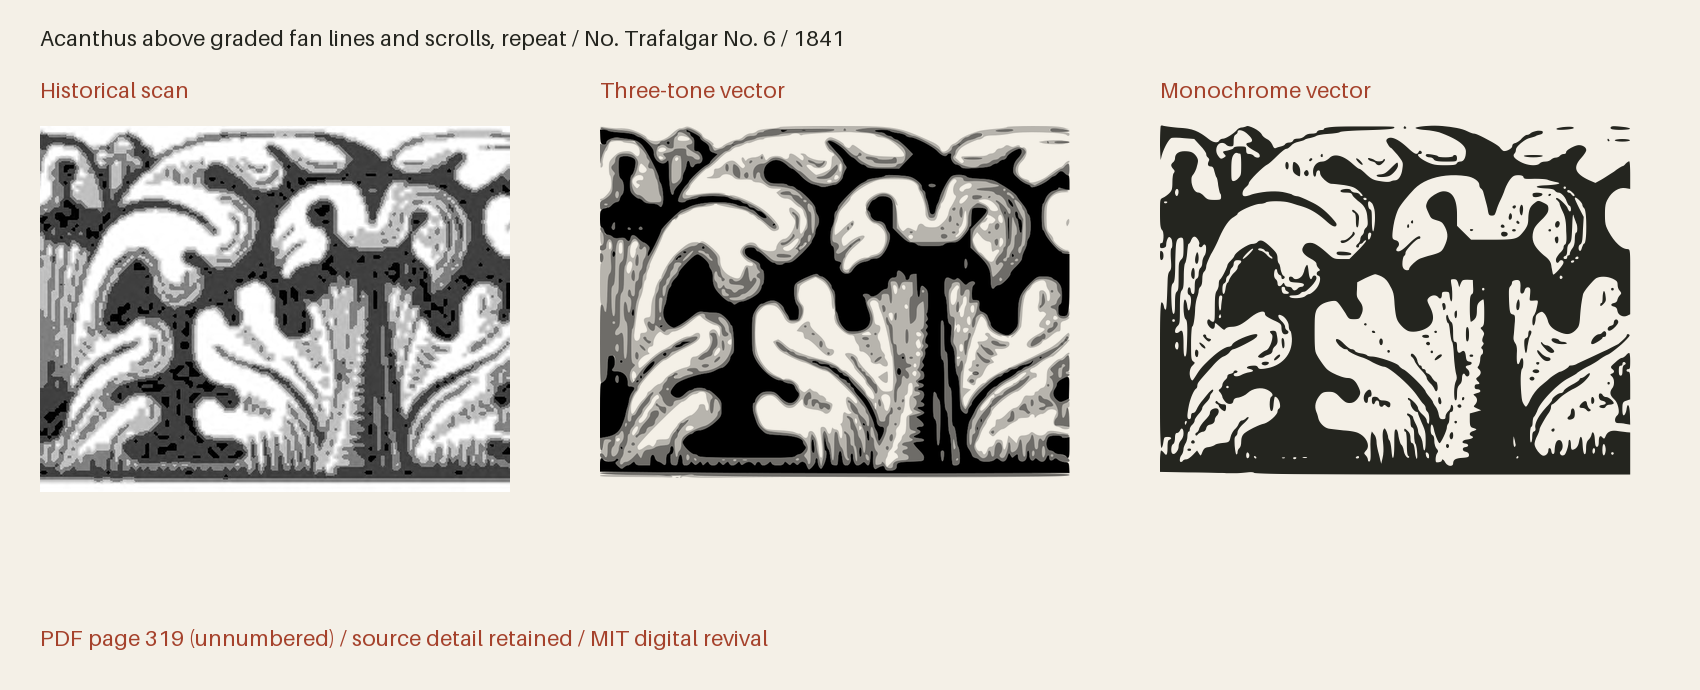 Acanthus above graded fan lines and scrolls, repeat / No. Trafalgar No. 6 / 1841
Historical scan
Three-tone vector
Monochrome vector
PDF page 319 (unnumbered) / source detail retained / MIT digital revival